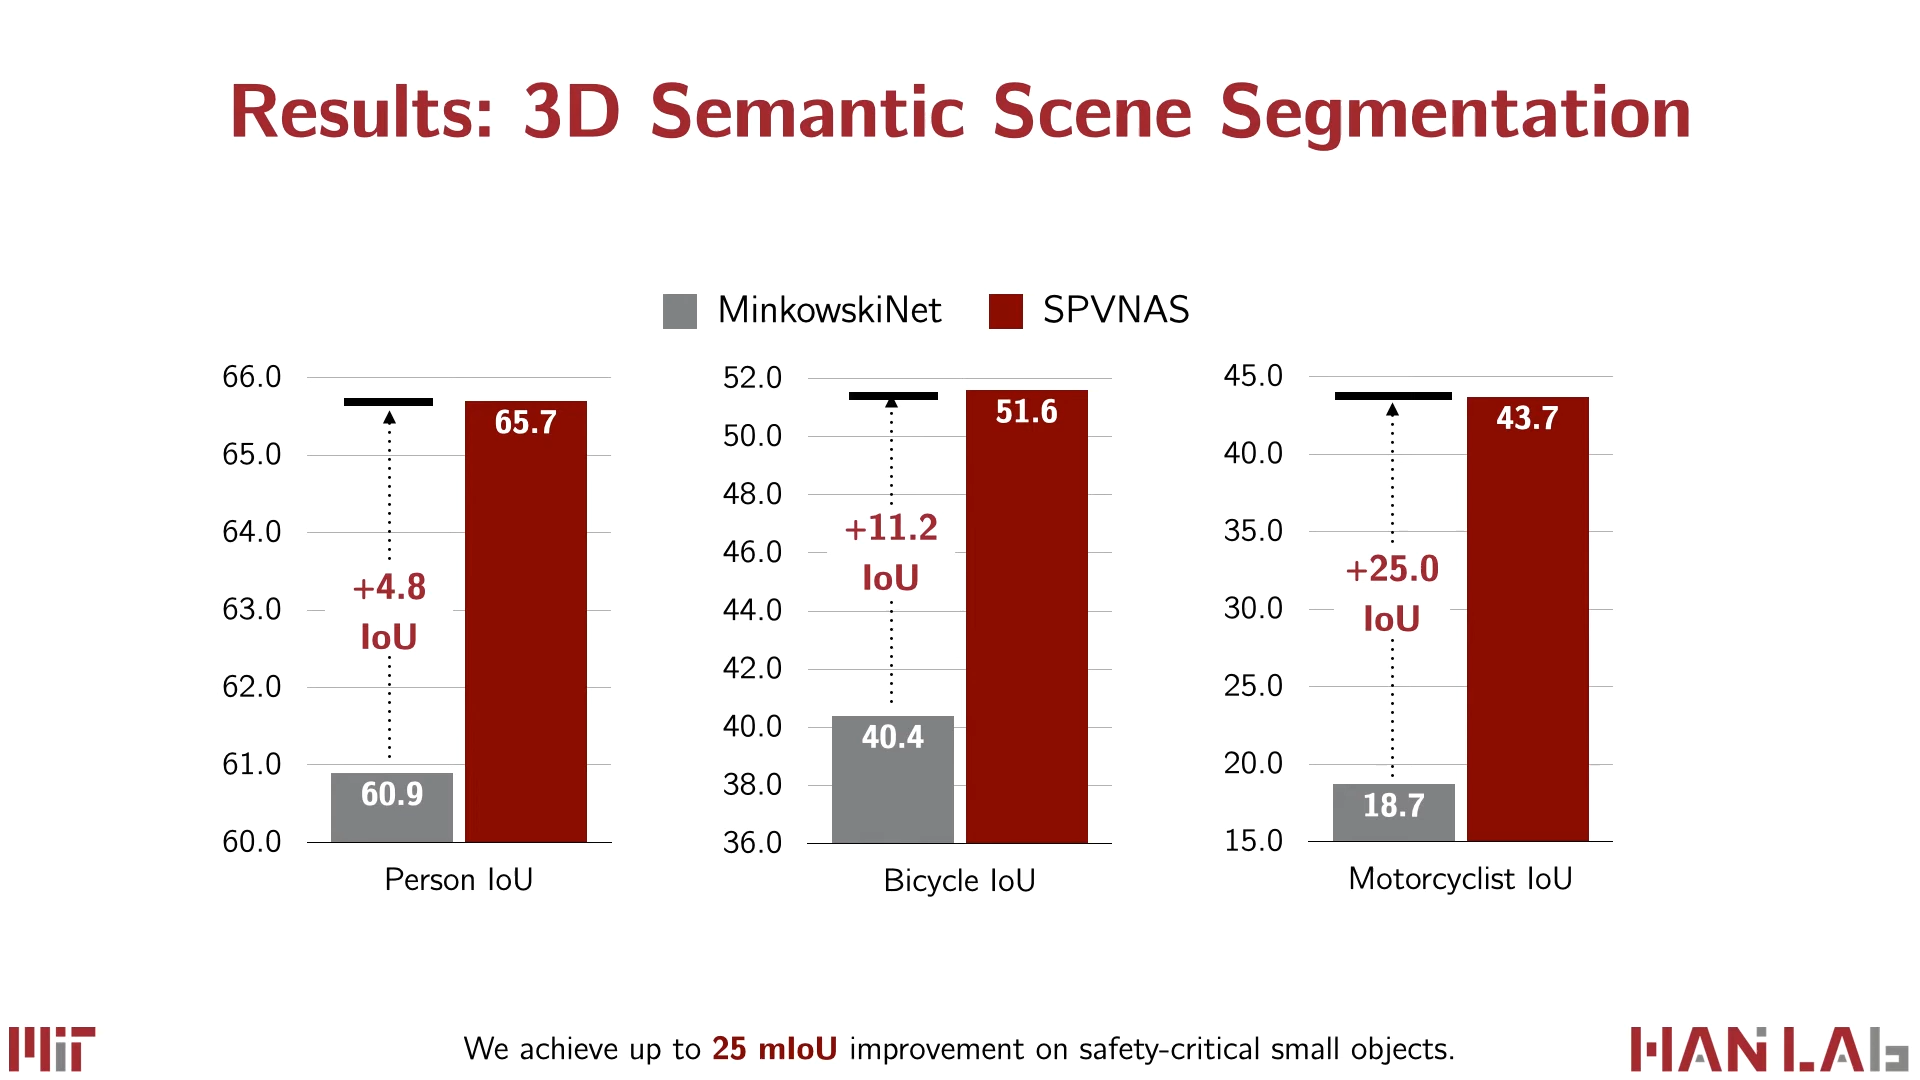 Results: 3D Semantic Scene Segmentation
MinkowskiNet SPVNAS
66.0
65.0
64.0
63.0
62.0
61.0
60.0
65.7
+4.8
IoU
60.9
Person IoU
52.0
50.0
48.0
46.0
44.0
42.0
40.0
38.0
36.0
51.6
+11.2
IoU
40.4
Bicycle IoU
45.0
40.0
35.0
30.0
25.0
20.0
15.0
43.7
+25.0
IoU
18.7
Motorcyclist IoU
MIT
We achieve up to 25 mIoU improvement on safety-critical small objects.
HAN LAB